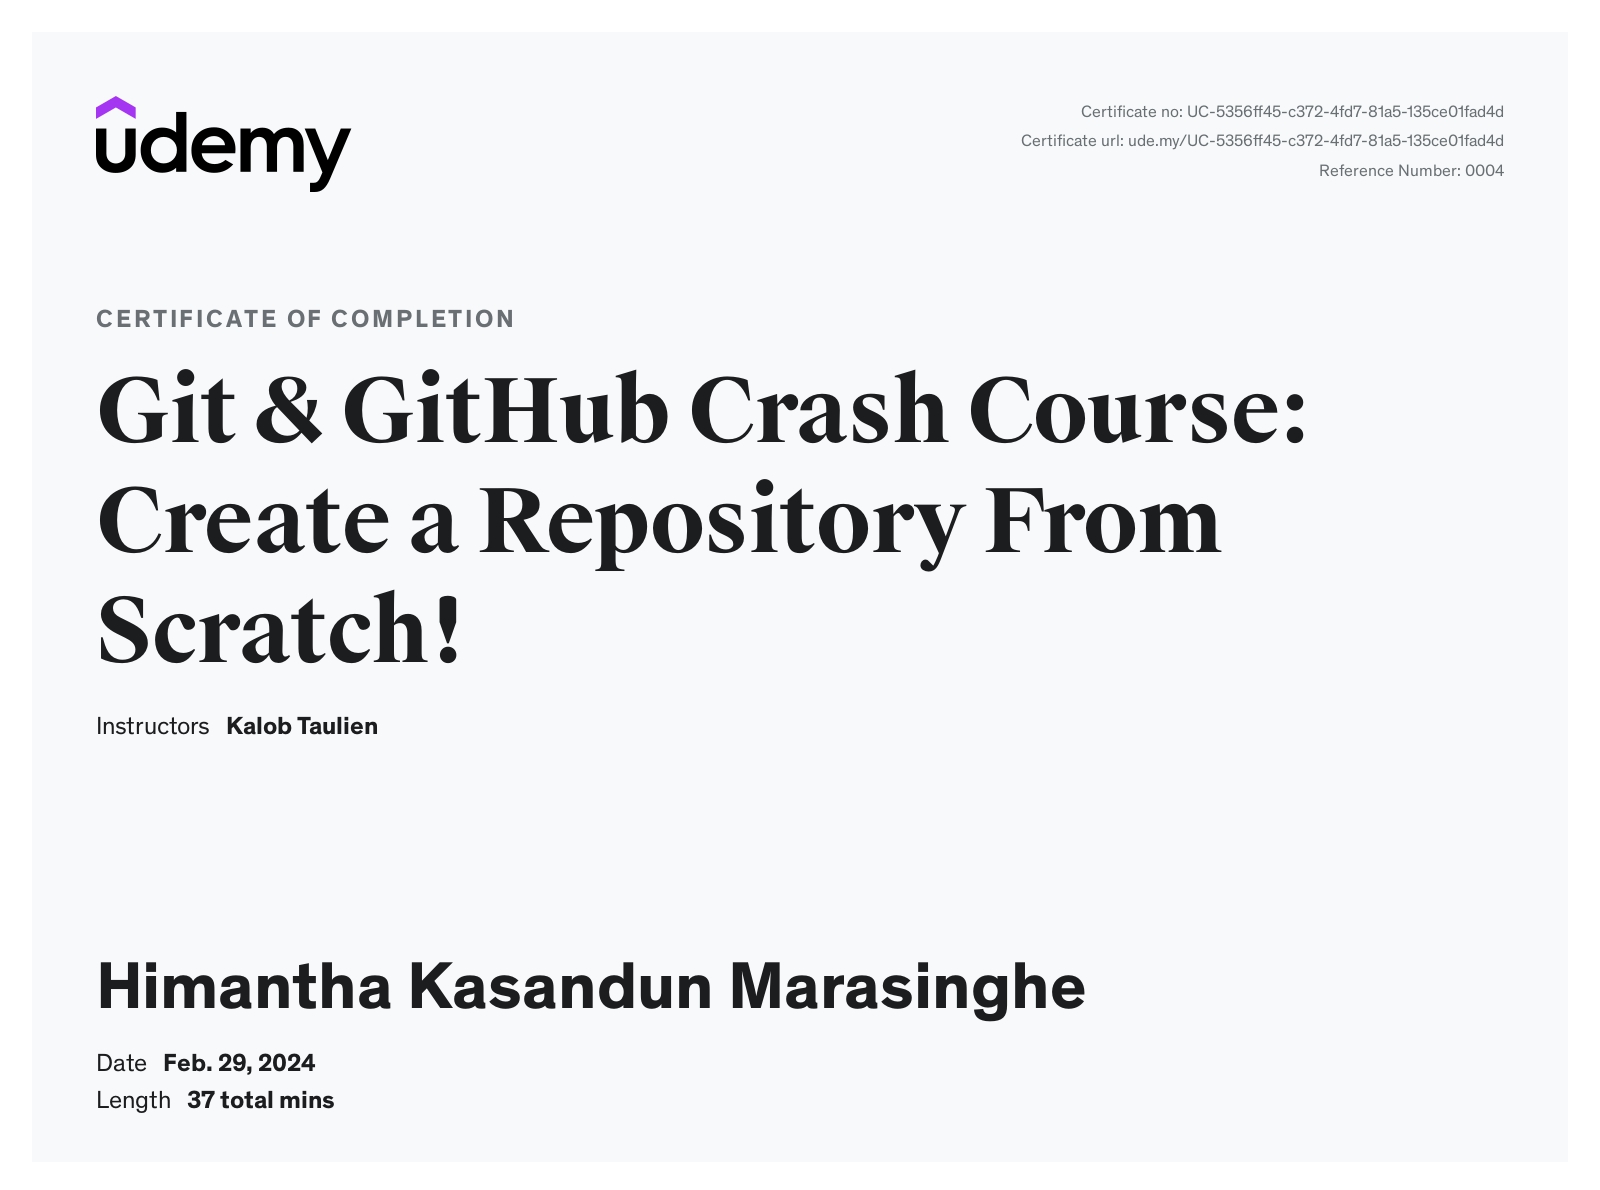 udemy
Certificate no: UC-5356ff45-c372-4fd7-81a5-135ce01fad4d
Certificate url: ude.my/UC-5356ff45-c372-4fd7-81a5-135ce01fad4d
Reference Number: 0004
CERTIFICATE OF COMPLETION
Git & GitHub Crash Course:
Create a Repository From
Scratch!
Instructors Kalob Taulien
Himantha Kasandun Marasinghe
Date Feb. 29, 2024
Length 37 total mins